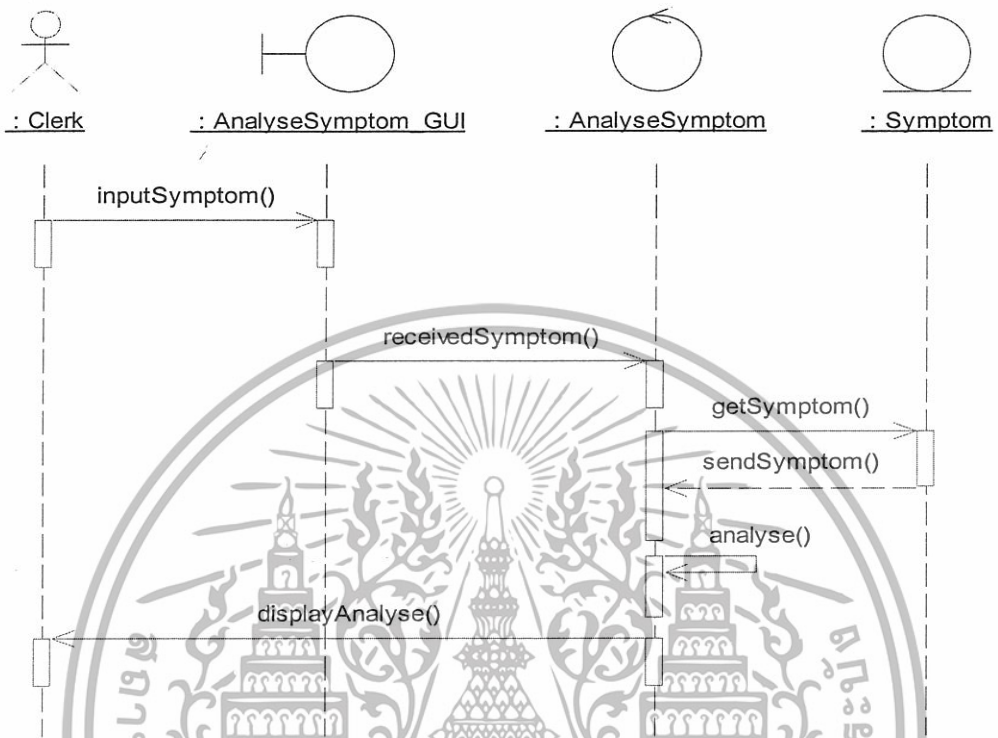 : Clerk
: AnalyseSymptom_GUI
: AnalyseSymptom
: Symptom
inputSymptom()
receivedSymptom()
getSymptom()
sendSymptom()
analyse()
displayAnalyse()